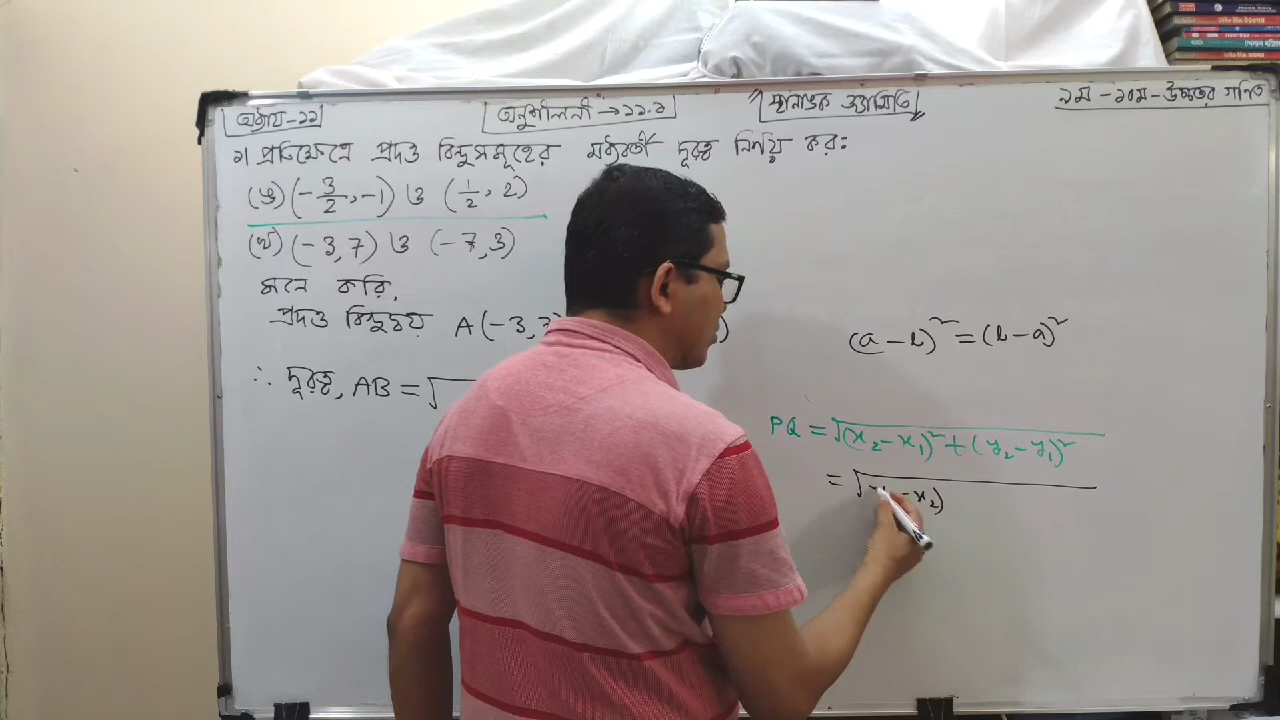 অধ্যায়-১১
অনুশীলনী → ১১.১
"স্থানাঙ্ক জ্যামিতি"
৯ম-১০ম-উচ্চতর গণিত
১। প্রতিক্ষেত্রে প্রদত্ত বিন্দুসমূহের মধ্যবর্তী দূরত্ব নির্ণয় কর:
(-3/2, -1) ও (1/2, 2)
(খ) (-3, 7) ও (-7, 3)
মনে করি,
প্রদত্ত বিন্দুদ্বয় A(-3,
∴ দূরত্ব, AB = √
(a-b)² = (b-a)²
PQ = √(x₂-x₁)² + (y₂-y₁)²
= √ -x₂)